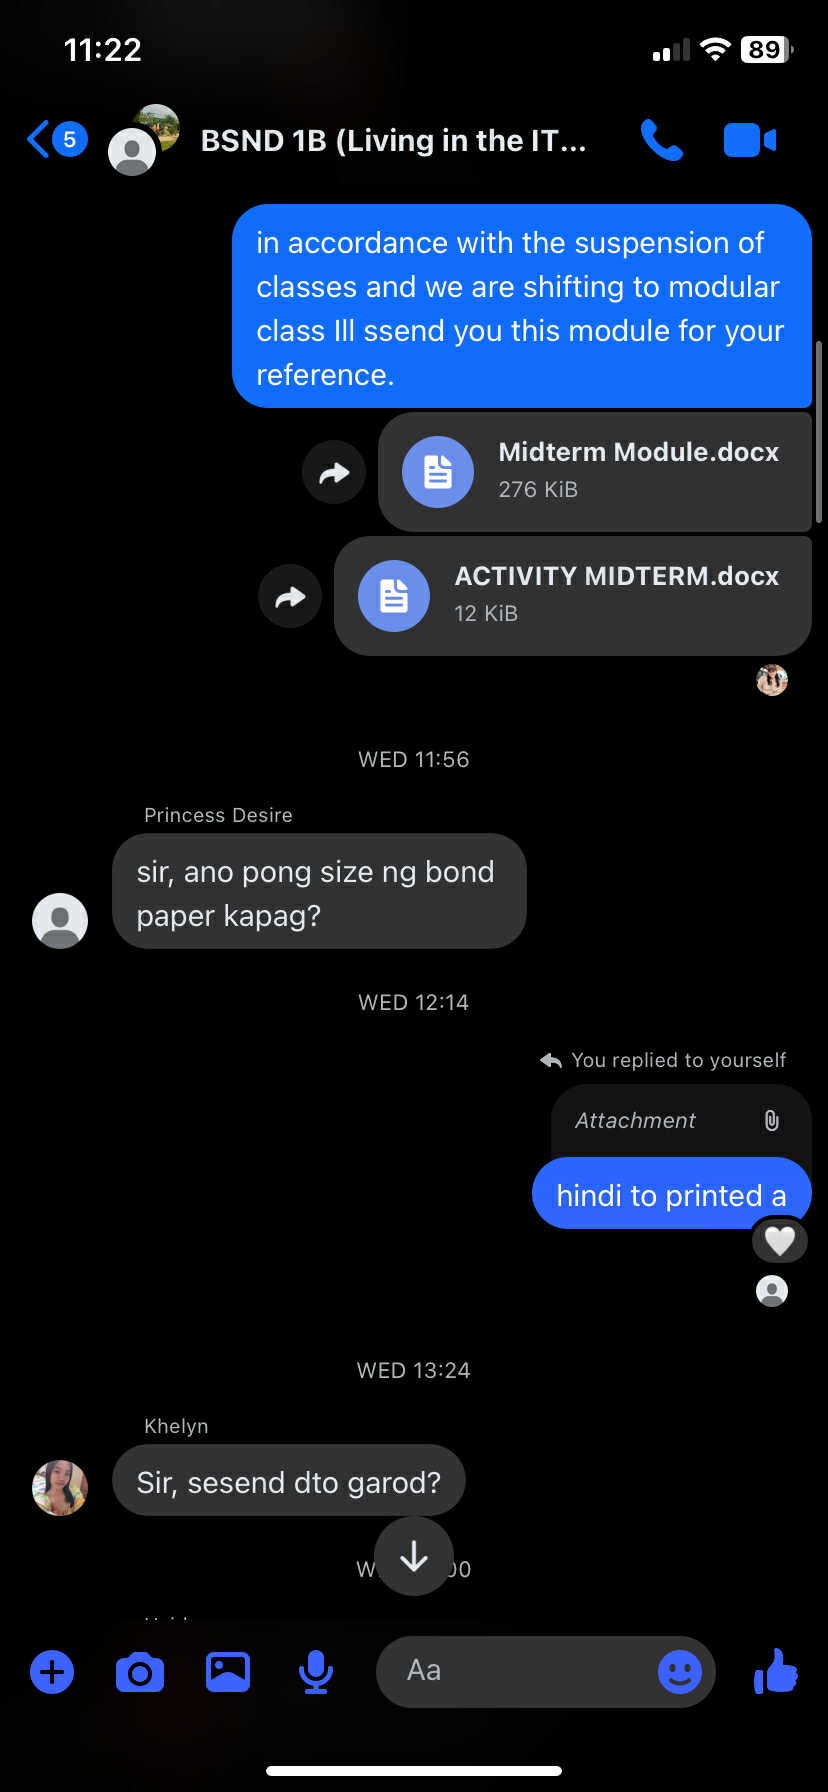 11:22
89
5
BSND 1B (Living in the IT...
in accordance with the suspension of
classes and we are shifting to modular
class Ill ssend you this module for your
reference.
Midterm Module.docx
276 KiB
ACTIVITY MIDTERM.docx
12 KiB
WED 11:56
Princess Desire
sir, ano pong size ng bond
paper kapag?
WED 12:14
You replied to yourself
Attachment
hindi to printed a
WED 13:24
Khelyn
Sir, sesend dto garod?
Aa